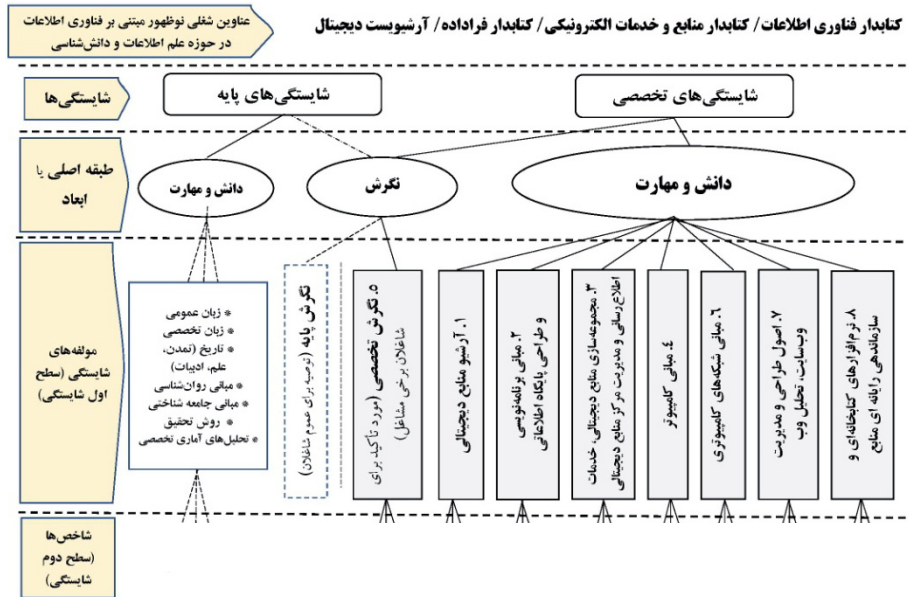 عناوین شغلی نوظهور مبتنی بر فناوری اطلاعات
در حوزه علم اطلاعات و دانش‌شناسی
کتابدار فناوری اطلاعات/ کتابدار منابع و خدمات الکترونیکی/ کتابدار فراداده/ آرشیویست دیجیتال
شایستگی‌ها
شایستگی‌های تخصصی
شایستگی‌های پایه
طبقه اصلی یا
ابعاد
دانش و مهارت
نگرش
دانش و مهارت
مولفه‌های
شایستگی (سطح
اول شایستگی)
۸. نرم‌افزارهای کتابخانه‌ای و
سازماندهی رایانه ای منابع
۷. اصول طراحی و مدیریت
وب‌سایت، تحلیل وب
۶. مبانی شبکه‌های کامپیوتری
۴. مبانی کامپیوتر
۳. مجموعه‌سازی منابع دیجیتالی، خدمات
اطلاع‌رسانی و مدیریت مرکز منابع دیجیتالی
۲. مبانی برنامه‌نویسی
و طراحی پایگاه اطلاعاتی
۱. آرشیو منابع دیجیتالی
۵. نگرش تخصصی (مورد تأکید برای
شاغلان برخی مشاغل)
نگرش پایه (توصیه برای عموم شاغلان)
* زبان عمومی
* زبان تخصصی
* تاریخ (تمدن،
علم، ادبیات)
* مبانی روان‌شناسی
* مبانی جامعه شناختی
* روش تحقیق
* تحلیل‌های آماری تخصصی
شاخص‌ها
(سطح دوم
شایستگی)